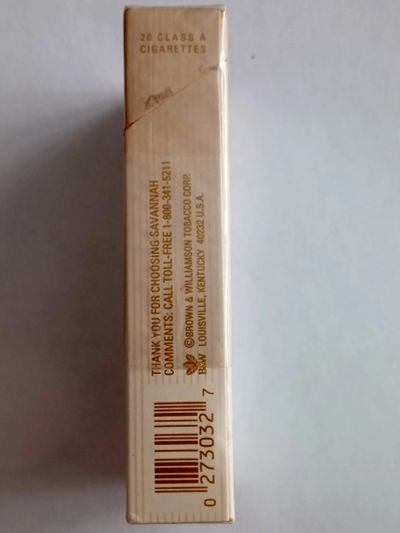 20 CLASS A
CIGARETTES
THANK YOU FOR CHOOSING SAVANNAH
COMMENTS: CALL TOLL-FREE 1-800-341-5211
©BROWN & WILLIAMSON TOBACCO CORP.
B&W LOUISVILLE, KENTUCKY 40232 U.S.A.
0 273032 7